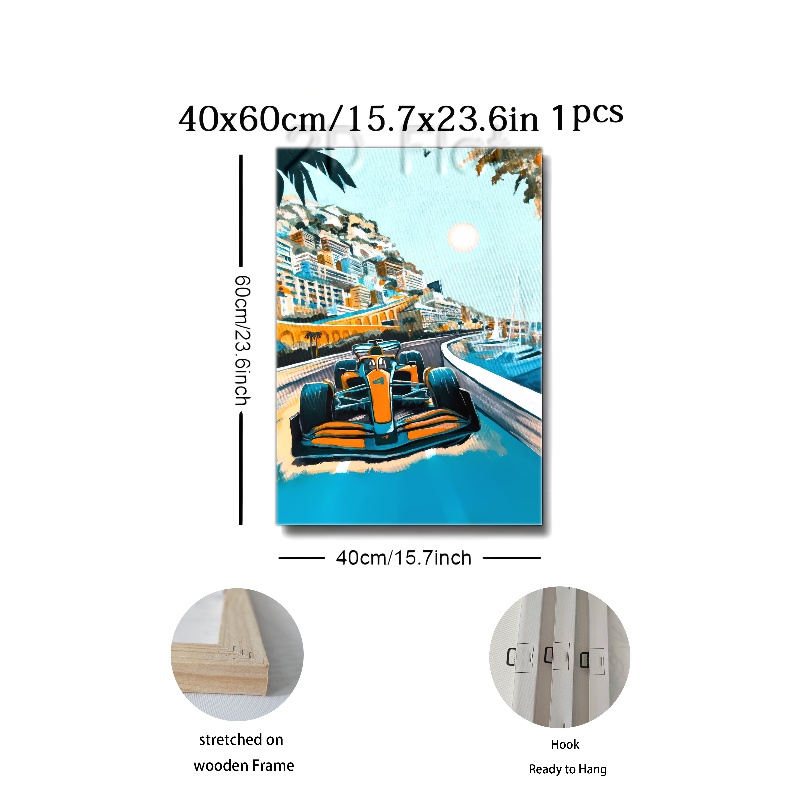 40x60cm/15.7x23.6in 1pcs
60cm/23.6inch
4
40cm/15.7inch
stretched on
wooden Frame
Hook
Ready to Hang